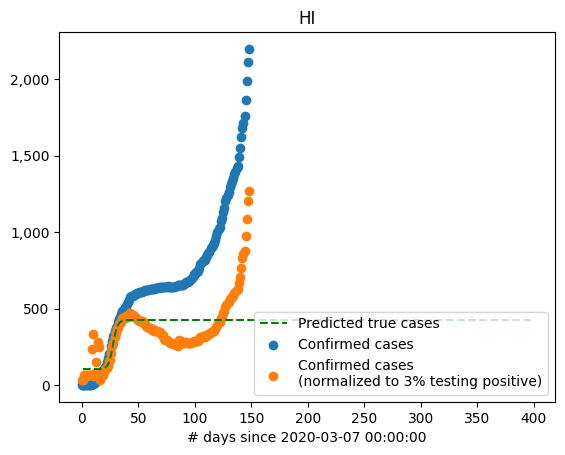 HI
2,000
1,500
1,000
500
0
Predicted true cases
Confirmed cases
Confirmed cases
(normalized to 3% testing positive)
0 50 100 150 200 250 300 350 400
# days since 2020-03-07 00:00:00